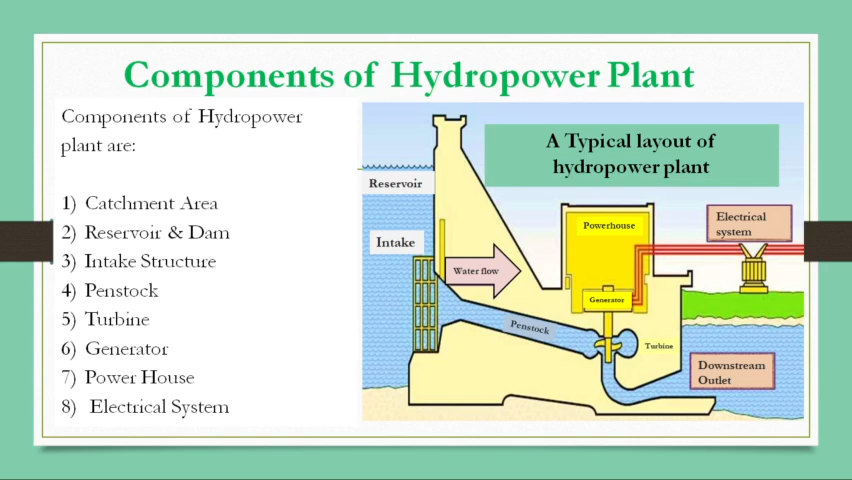 Components of Hydropower Plant
Components of Hydropower
plant are:
1) Catchment Area
2) Reservoir & Dam
3) Intake Structure
4) Penstock
5) Turbine
6) Generator
7) Power House
8) Electrical System
A Typical layout of
hydropower plant
Reservoir
Intake
Water flow
Penstock
Powerhouse
Generator
Turbine
Electrical
system
Downstream
Outlet